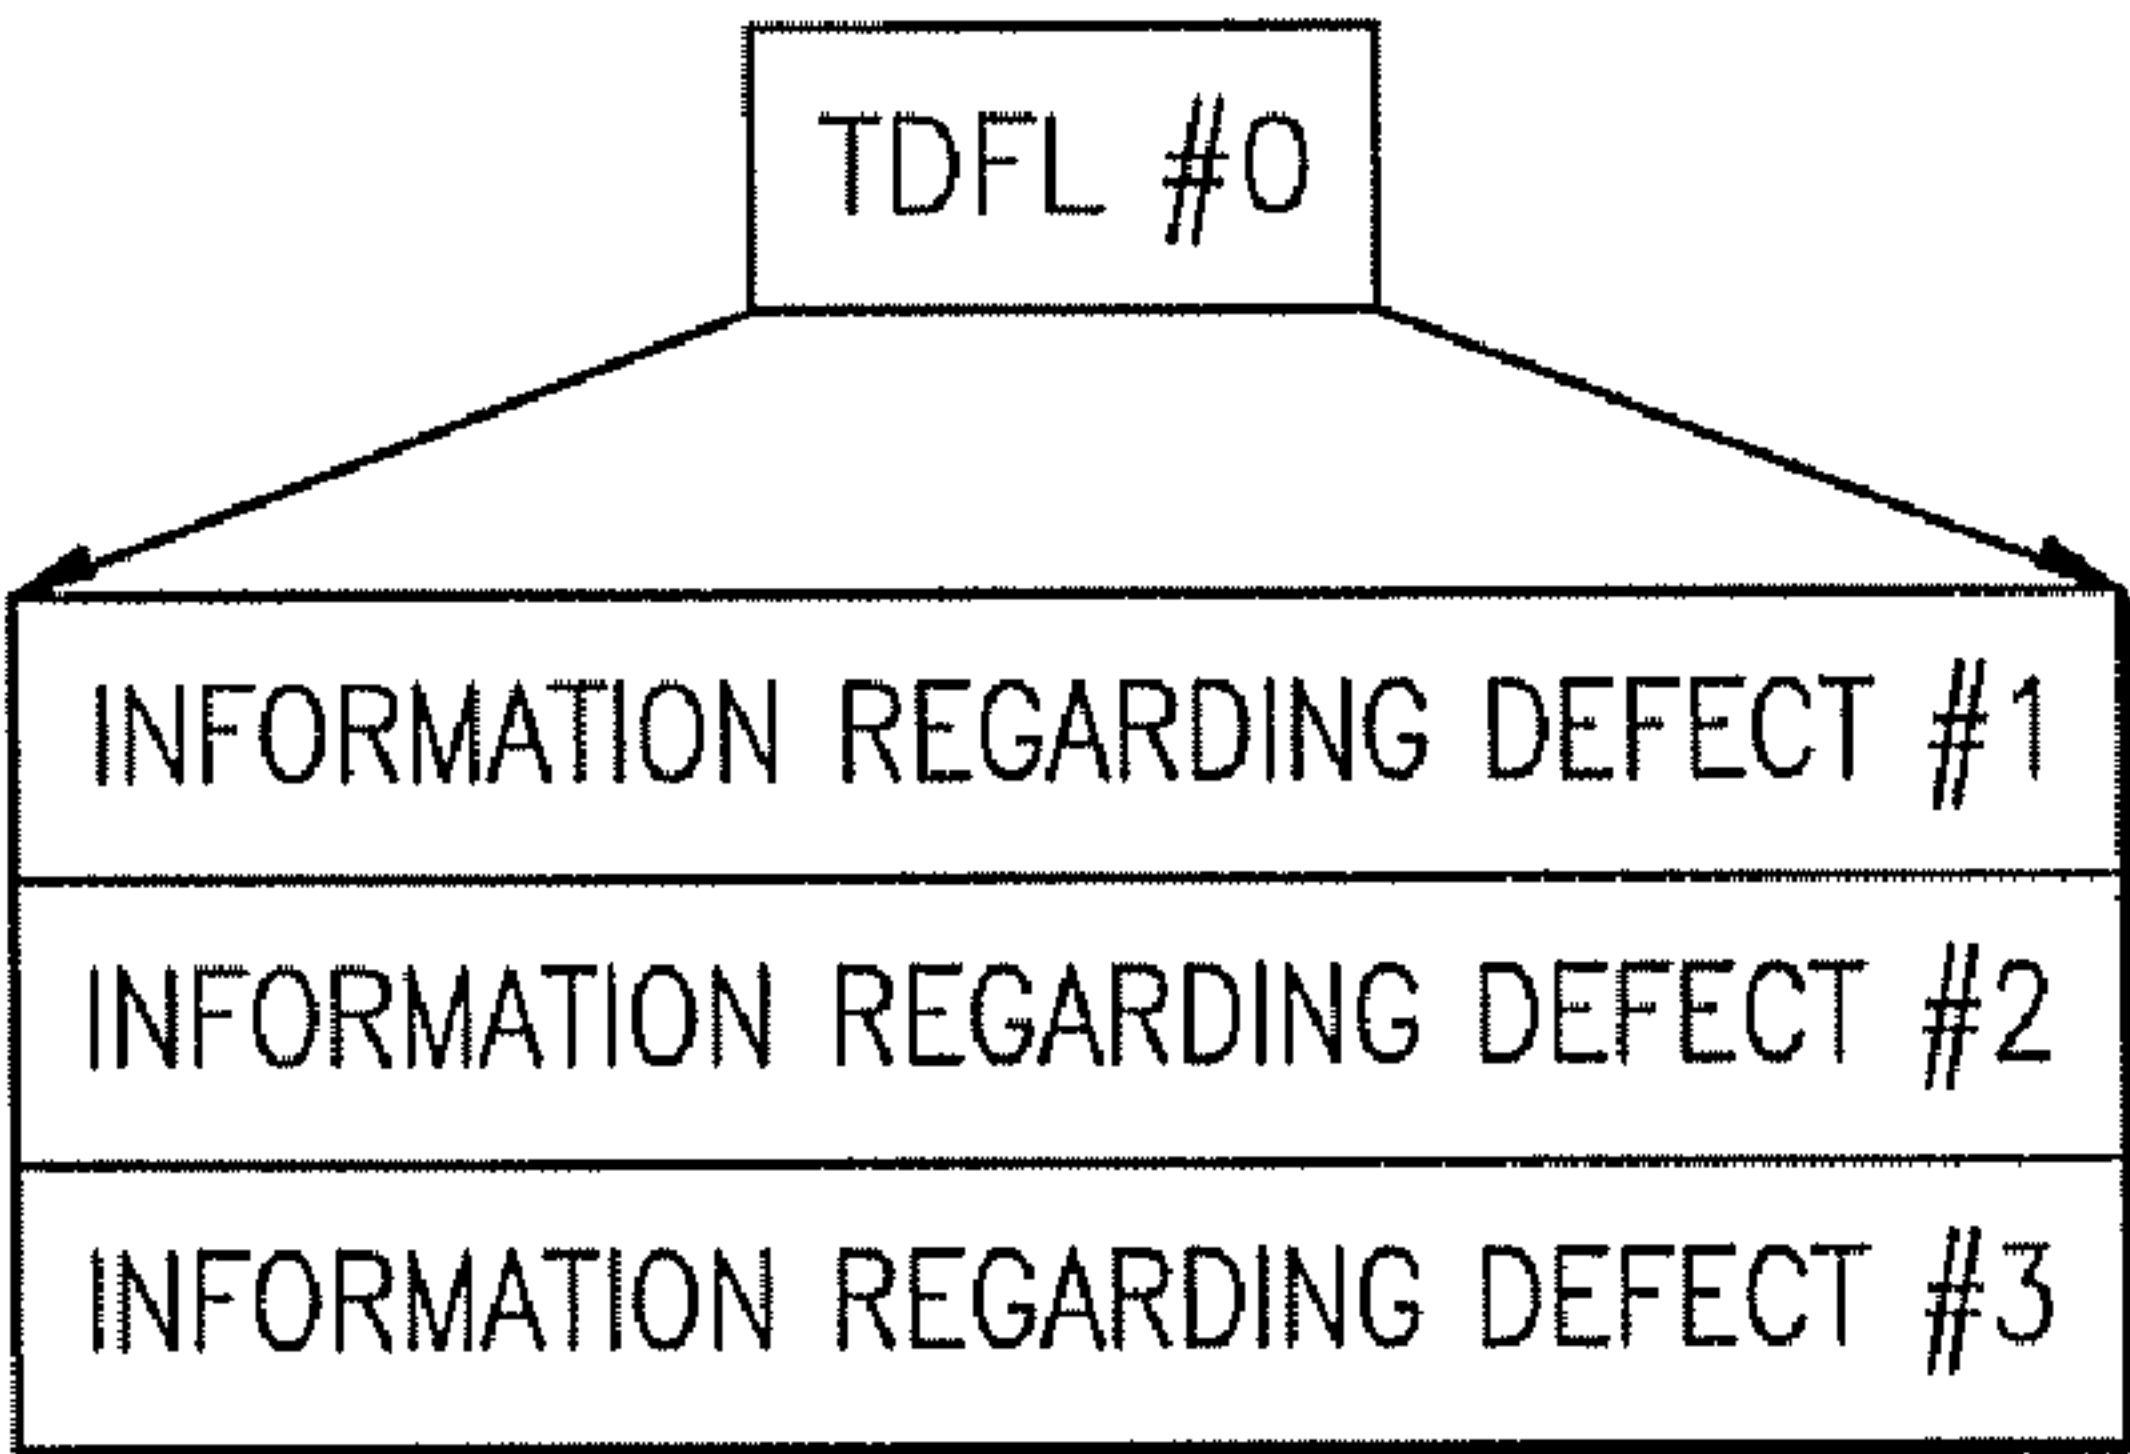 TDFL #0
INFORMATION REGARDING DEFECT #1
INFORMATION REGARDING DEFECT #2
INFORMATION REGARDING DEFECT #3